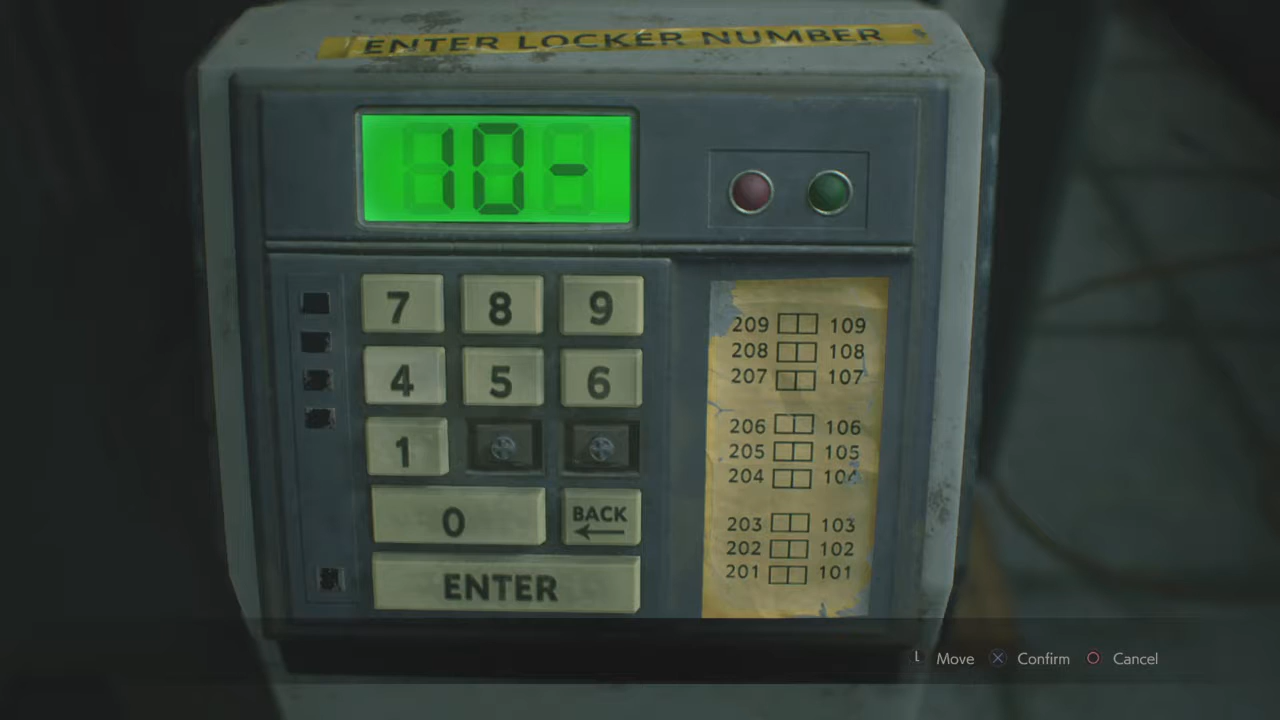 ENTER LOCKER NUMBER
10-
7 8 9
4 5 6
1
0 BACK
ENTER
209 109
208 108
207 107
206 106
205 105
204 104
203 103
202 102
201 101
L Move Confirm Cancel